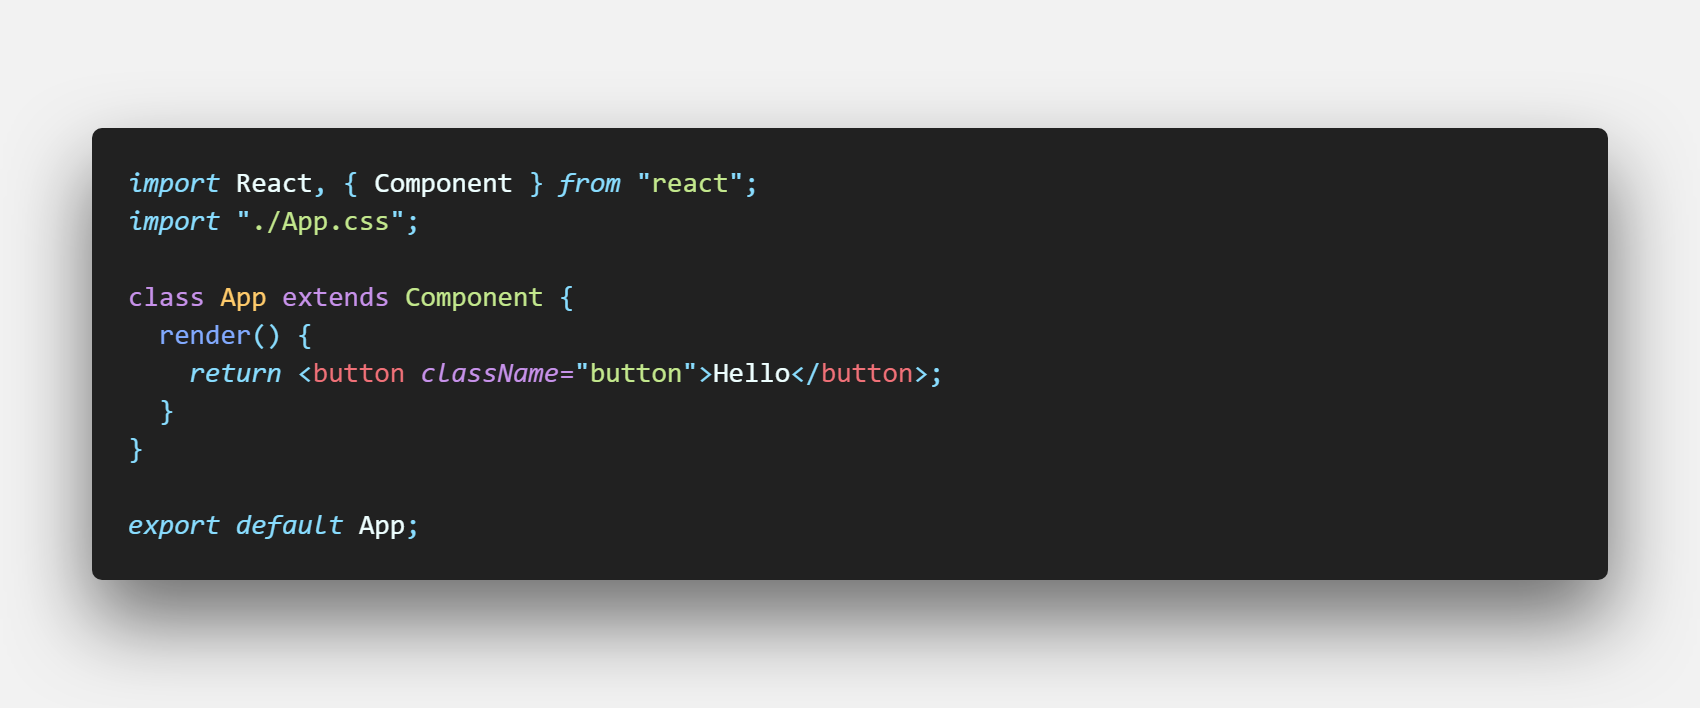 import React, { Component } from "react";
import "./App.css";

class App extends Component {
  render() {
    return <button className="button">Hello</button>;
  }
}

export default App;